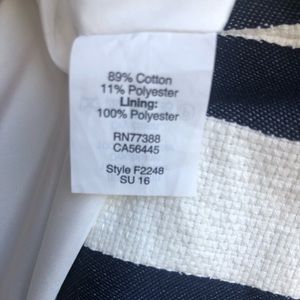 89% Cotton
11% Polyester
Lining:
100% Polyester
RN77388
CA56445
Style F2248
SU 16